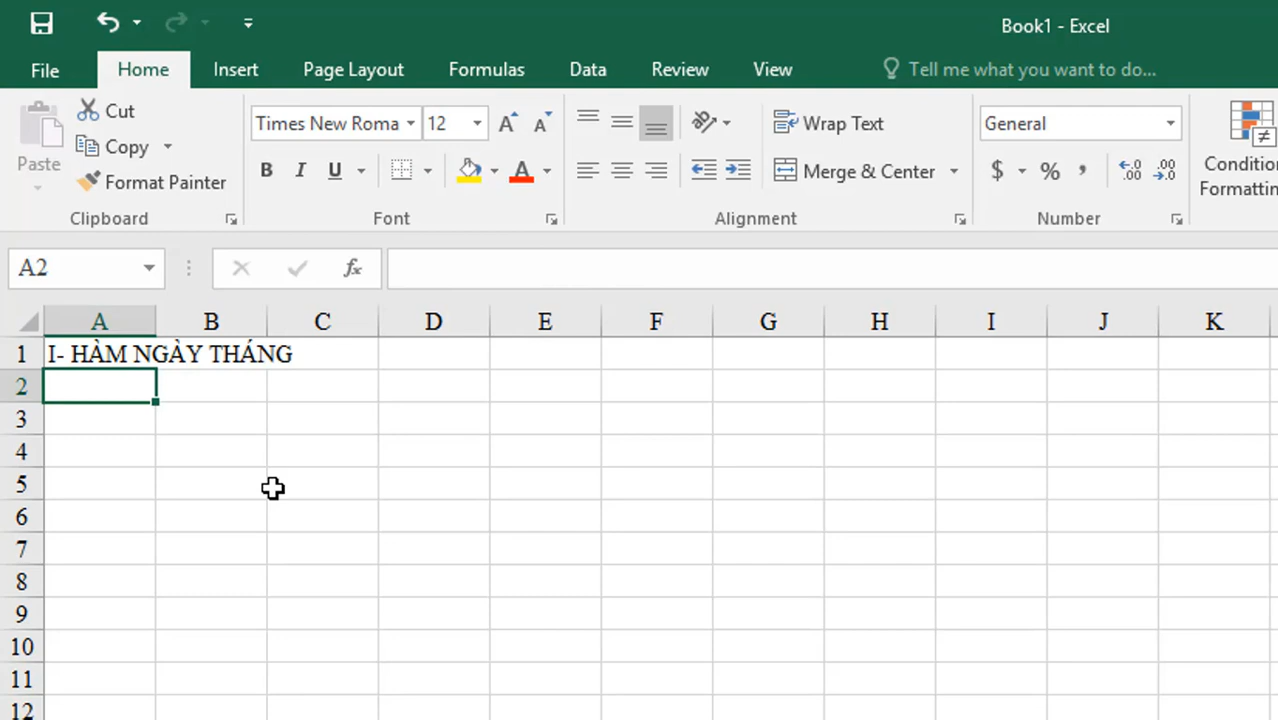 Book1 - Excel
File Home Insert Page Layout Formulas Data Review View Tell me what you want to do...
Paste
Cut
Copy
Format Painter
Clipboard
Times New Roma 12
B I U A
Font
Wrap Text
Merge & Center
Alignment
General
$ % ,
Number
Condition
Formatting
A2 fx
A B C D E F G H I J K
1 I- HÀM NGÀY THÁNG
2
3
4
5
6
7
8
9
10
11
12